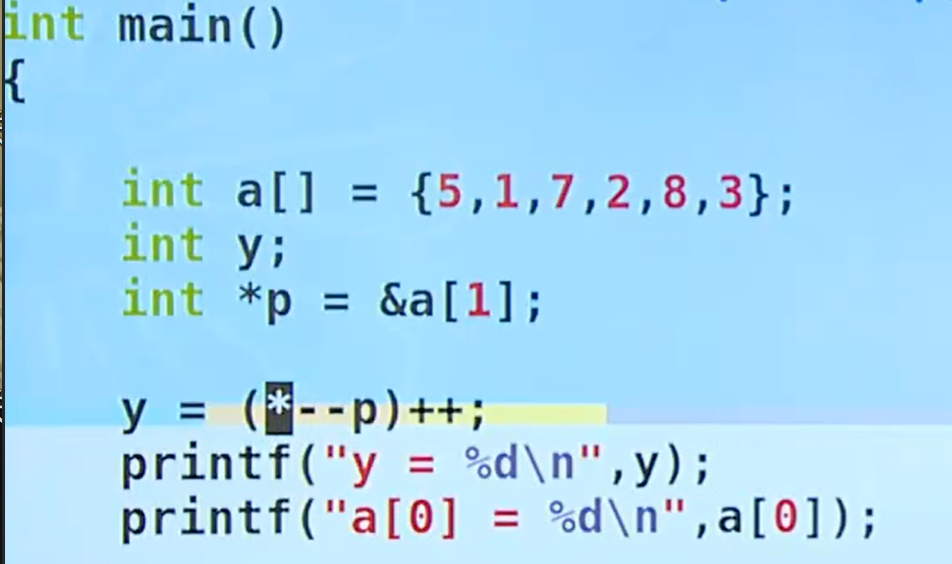 int main()
{
int a[] = {5,1,7,2,8,3};
int y;
int *p = &a[1];
y = (*--p)++;
printf("y = %d\n",y);
printf("a[0] = %d\n",a[0]);